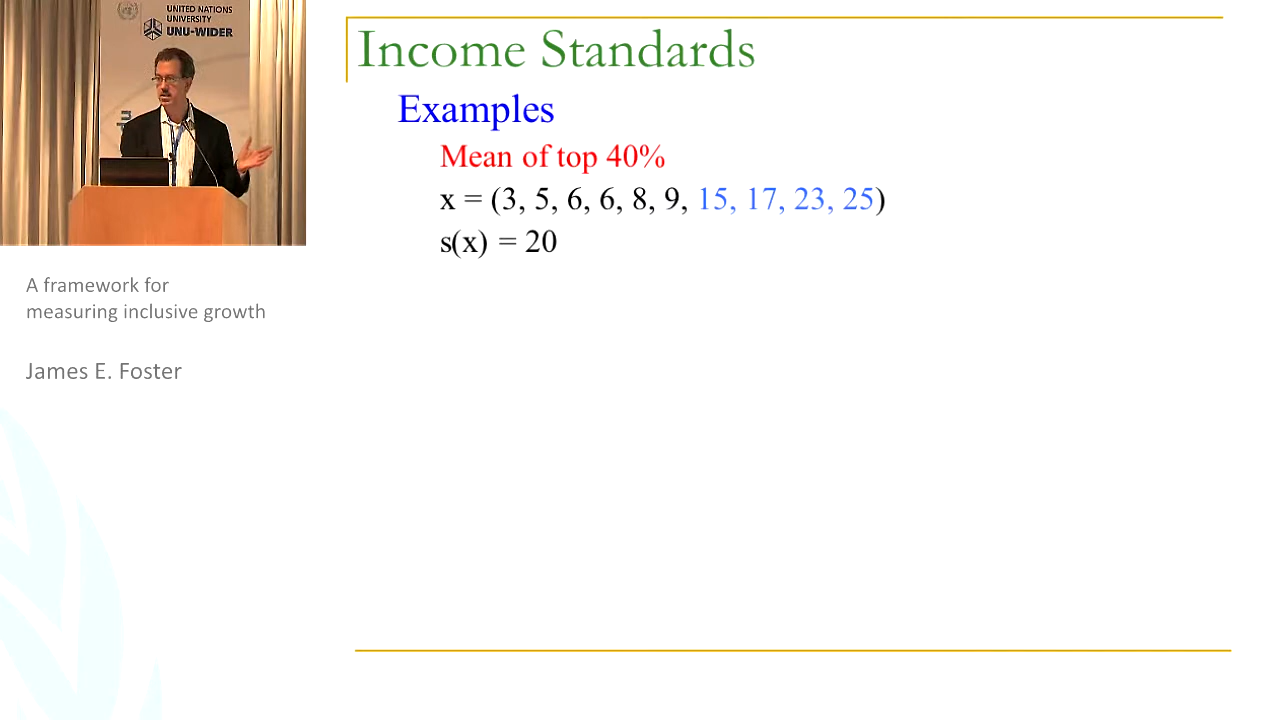 UNITED NATIONS
UNIVERSITY
UNU-WIDER
Income Standards
Examples
Mean of top 40%
x = (3, 5, 6, 6, 8, 9, 15, 17, 23, 25)
s(x) = 20
A framework for
measuring inclusive growth
James E. Foster